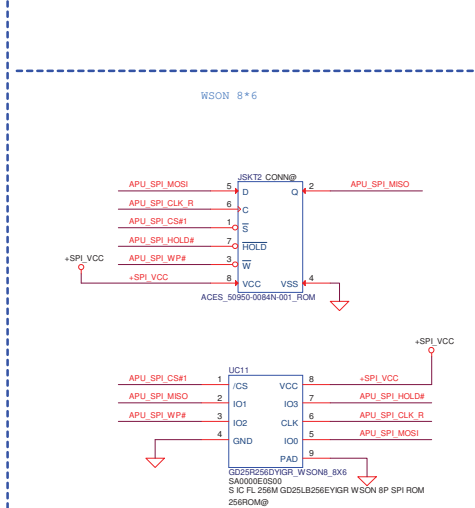 WSON 8*6
JSKT2 CONN@
APU_SPI_MOSI 5 D Q 2 APU_SPI_MISO
APU_SPI_CLK_R 6 C
APU_SPI_CS#1 1 S
APU_SPI_HOLD# 7 HOLD
+SPI_VCC APU_SPI_WP# 3 W
+SPI_VCC 8 VCC VSS 4
ACES_50950-0084N-001_ROM
+SPI_VCC
UC11
APU_SPI_CS#1 1 /CS VCC 8 +SPI_VCC
APU_SPI_MISO 2 IO1 IO3 7 APU_SPI_HOLD#
APU_SPI_WP# 3 IO2 CLK 6 APU_SPI_CLK_R
4 GND IO0 5 APU_SPI_MOSI
PAD 9
GD25R256DYIGR_WSON8_8X6
SA0000E0S00
S IC FL 256M GD25LB256EYIGR WSON 8P SPI ROM
256ROM@